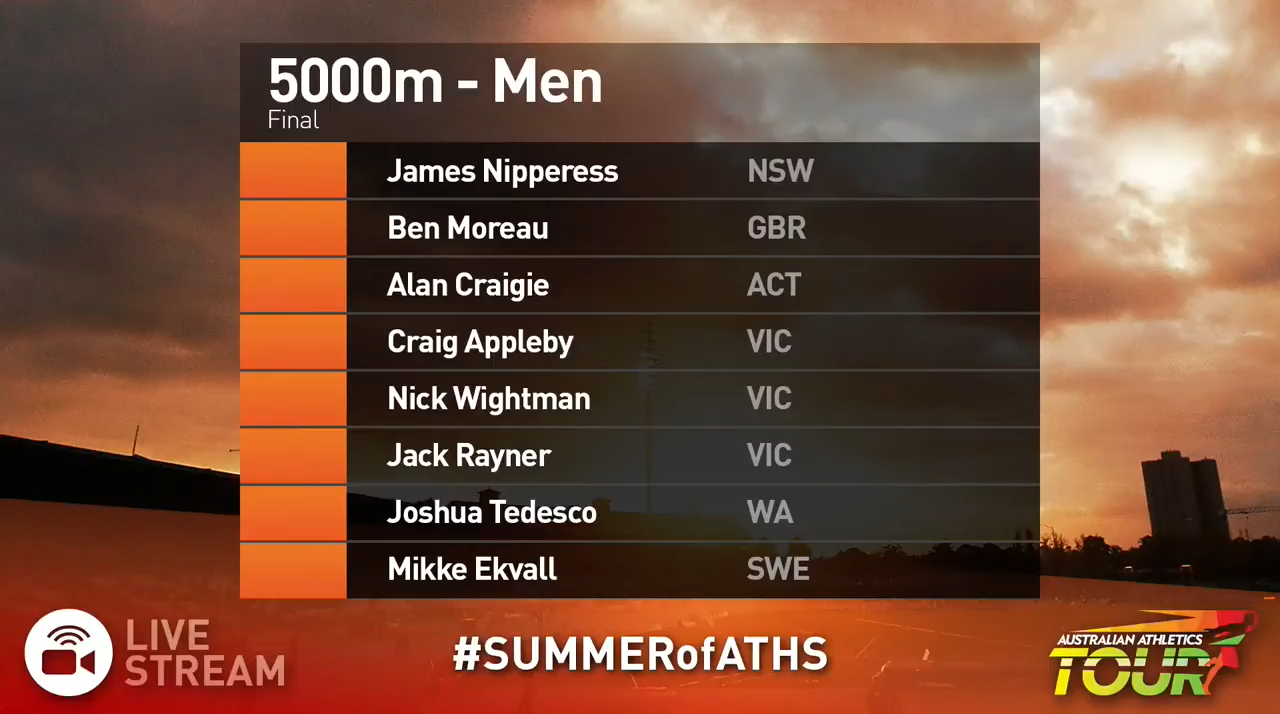 5000m - Men
Final
James Nipperess NSW
Ben Moreau GBR
Alan Craigie ACT
Craig Appleby VIC
Nick Wightman VIC
Jack Rayner VIC
Joshua Tedesco WA
Mikke Ekvall SWE
LIVE
STREAM
#SUMMERofATHS
AUSTRALIAN ATHLETICS
TOUR